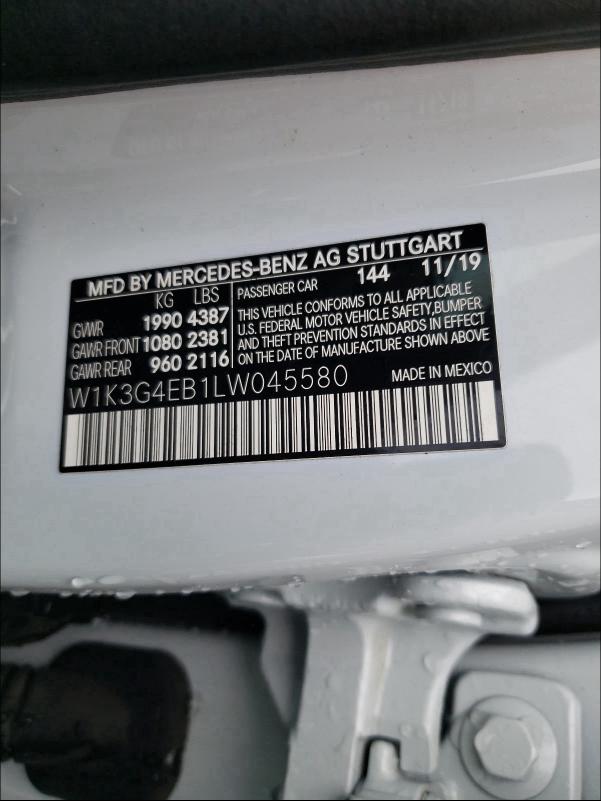 MFD BY MERCEDES-BENZ AG STUTTGART
KG LBS
GVWR 1990 4387
GAWR FRONT 1080 2381
GAWR REAR 960 2116
PASSENGER CAR 144 11/19
THIS VEHICLE CONFORMS TO ALL APPLICABLE
U.S. FEDERAL MOTOR VEHICLE SAFETY,BUMPER
AND THEFT PREVENTION STANDARDS IN EFFECT
ON THE DATE OF MANUFACTURE SHOWN ABOVE
W1K3G4EB1LW045580
MADE IN MEXICO